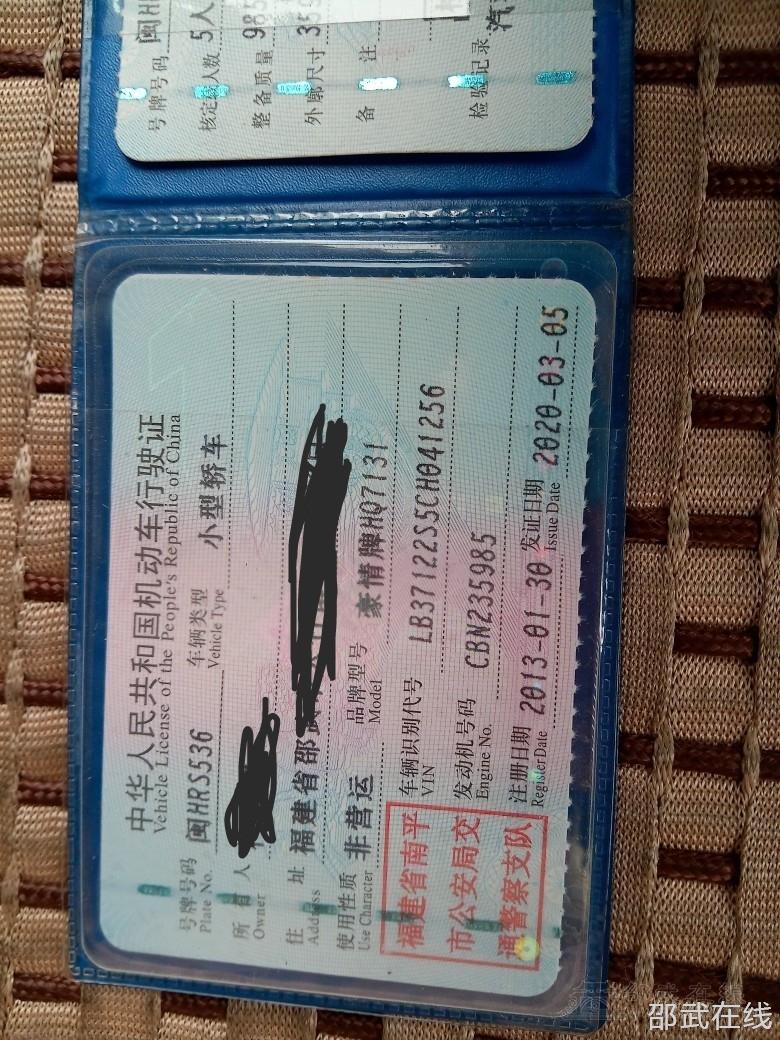 号牌号码 闽HR
核定载人数 5人
整备质量 985
外廓尺寸 35
备 注
检验记录
中华人民共和国机动车行驶证
Vehicle License of the People's Republic of China
号牌号码 闽HRS536 车辆类型 小型轿车
Plate No. Vehicle Type
所有人
Owner
住 址 福建省邵武
Address
使用性质 非营运 品牌型号 豪情牌HQ7131
Use Character Model
福建省南平
市公安局交
通警察支队
车辆识别代号 LB37122S5CH041256
VIN
发动机号码 CBN235985
Engine No.
注册日期 2013-01-30 发证日期 2020-03-05
Register Date Issue Date
邵武在线